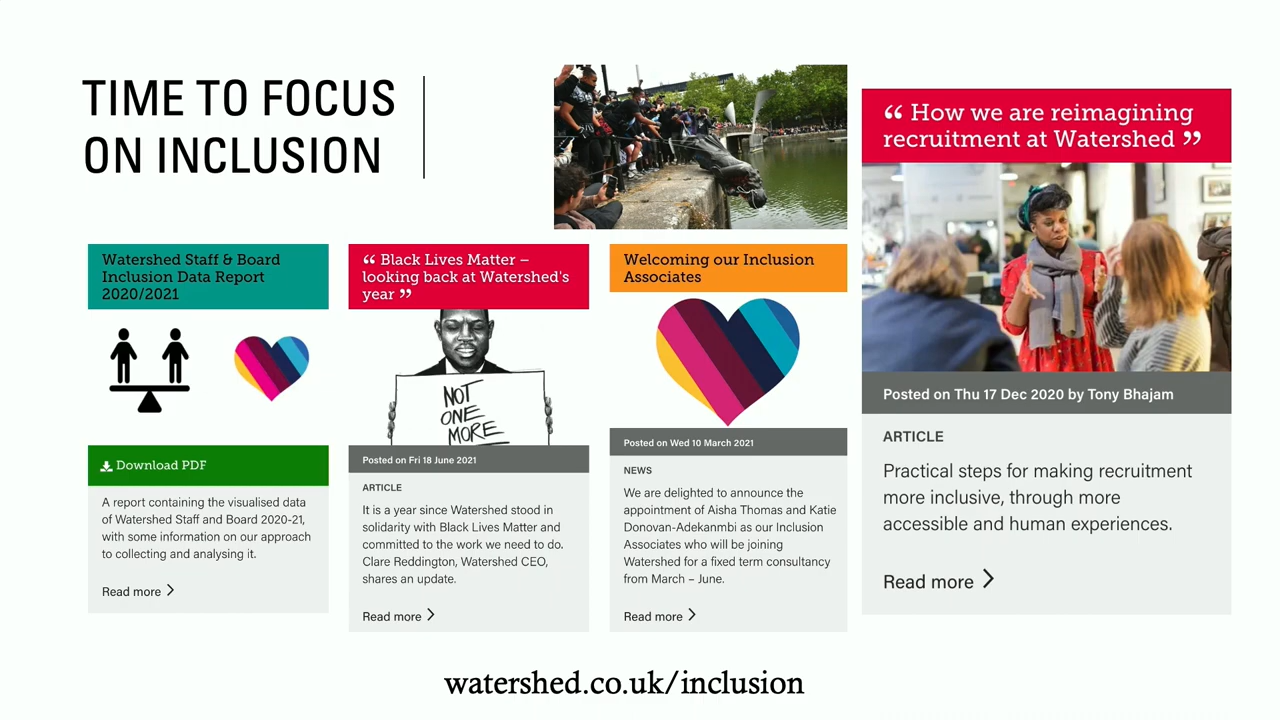 TIME TO FOCUS
ON INCLUSION
Watershed Staff & Board
Inclusion Data Report
2020/2021
Download PDF
A report containing the visualised data
of Watershed Staff and Board 2020-21,
with some information on our approach
to collecting and analysing it.
Read more
“ Black Lives Matter –
looking back at Watershed's
year ”
NOT
ONE
MORE
Posted on Fri 18 June 2021
ARTICLE
It is a year since Watershed stood in
solidarity with Black Lives Matter and
committed to the work we need to do.
Clare Reddington, Watershed CEO,
shares an update.
Read more
Welcoming our Inclusion
Associates
Posted on Wed 10 March 2021
NEWS
We are delighted to announce the
appointment of Aisha Thomas and Katie
Donovan-Adekanmbi as our Inclusion
Associates who will be joining
Watershed for a fixed term consultancy
from March – June.
Read more
“ How we are reimagining
recruitment at Watershed ”
Posted on Thu 17 Dec 2020 by Tony Bhajam
ARTICLE
Practical steps for making recruitment
more inclusive, through more
accessible and human experiences.
Read more
watershed.co.uk/inclusion